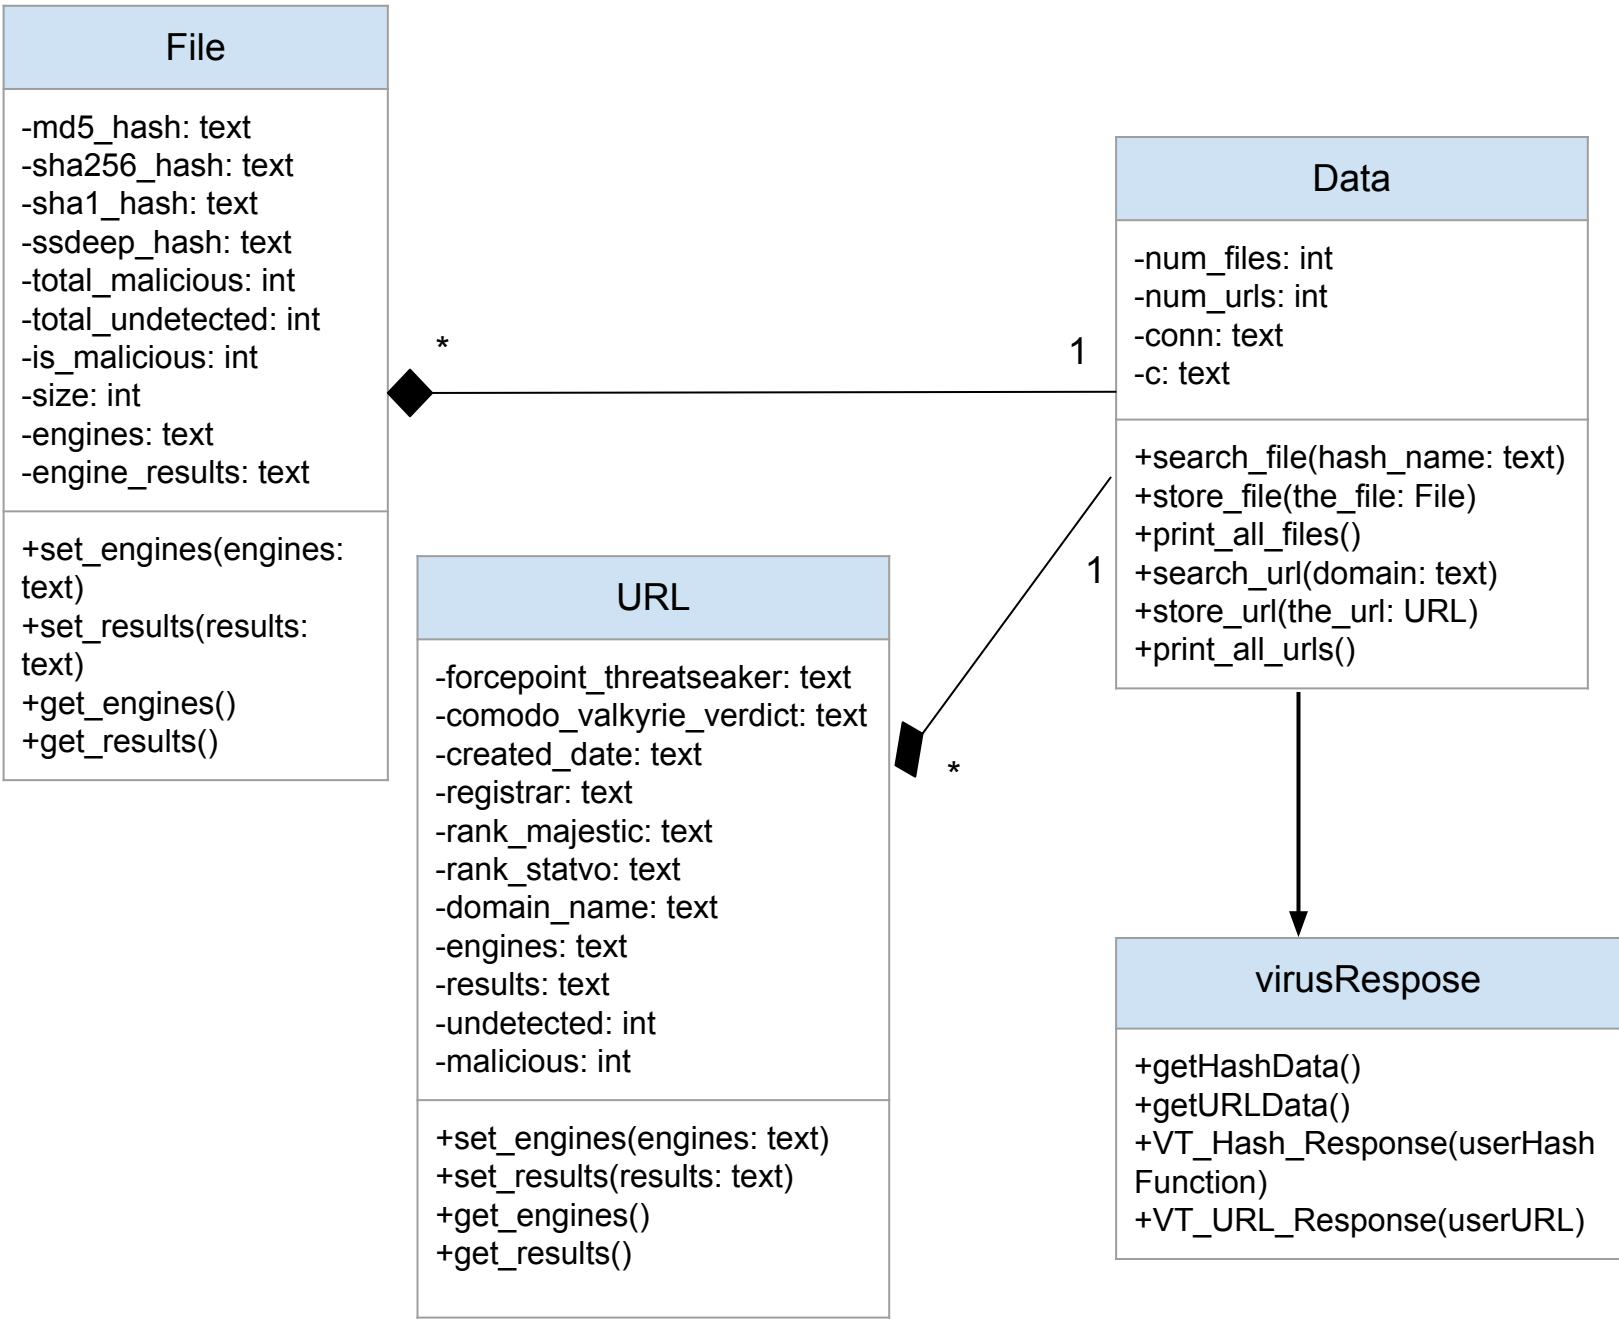 File
-md5_hash: text
-sha256_hash: text
-sha1_hash: text
-ssdeep_hash: text
-total_malicious: int
-total_undetected: int
-is_malicious: int
-size: int
-engines: text
-engine_results: text
+set_engines(engines:
text)
+set_results(results:
text)
+get_engines()
+get_results()
*
1
Data
-num_files: int
-num_urls: int
-conn: text
-c: text
+search_file(hash_name: text)
+store_file(the_file: File)
+print_all_files()
+search_url(domain: text)
+store_url(the_url: URL)
+print_all_urls()
1
*
URL
-forcepoint_threatseaker: text
-comodo_valkyrie_verdict: text
-created_date: text
-registrar: text
-rank_majestic: text
-rank_statvo: text
-domain_name: text
-engines: text
-results: text
-undetected: int
-malicious: int
+set_engines(engines: text)
+set_results(results: text)
+get_engines()
+get_results()
virusRespose
+getHashData()
+getURLData()
+VT_Hash_Response(userHash
Function)
+VT_URL_Response(userURL)